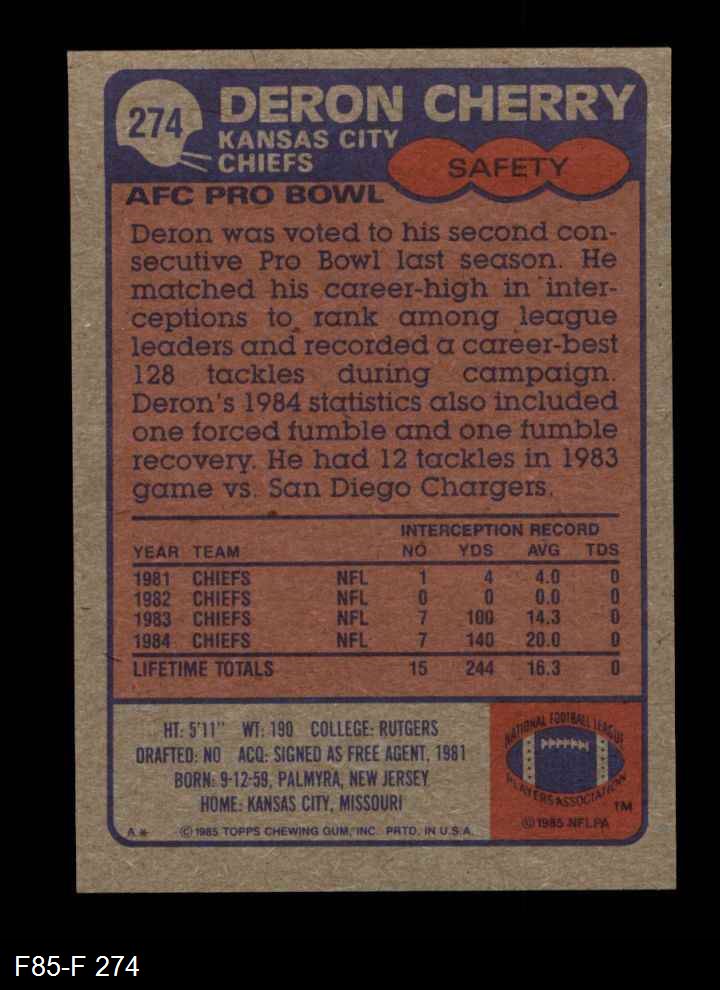 274
DERON CHERRY
KANSAS CITY
CHIEFS
SAFETY
AFC PRO BOWL
Deron was voted to his second con-
secutive Pro Bowl last season. He
matched his career-high in inter-
ceptions to rank among league
leaders and recorded a career-best
128 tackles during campaign.
Deron's 1984 statistics also included
one forced fumble and one fumble
recovery. He had 12 tackles in 1983
game vs. San Diego Chargers.
INTERCEPTION RECORD
YEAR TEAM NO YDS AVG TDS
1981 CHIEFS NFL 1 4 4.0 0
1982 CHIEFS NFL 0 0 0.0 0
1983 CHIEFS NFL 7 100 14.3 0
1984 CHIEFS NFL 7 140 20.0 0
LIFETIME TOTALS 15 244 16.3 0
HT: 5'11" WT: 190 COLLEGE: RUTGERS
DRAFTED: NO ACQ: SIGNED AS FREE AGENT, 1981
BORN: 9-12-59, PALMYRA, NEW JERSEY
HOME: KANSAS CITY, MISSOURI
A* © 1985 TOPPS CHEWING GUM, INC. PRTD. IN U.S.A.
NATIONAL FOOTBALL LEAGUE
PLAYERS ASSOCIATION
TM
© 1985 NFLPA
F85-F 274